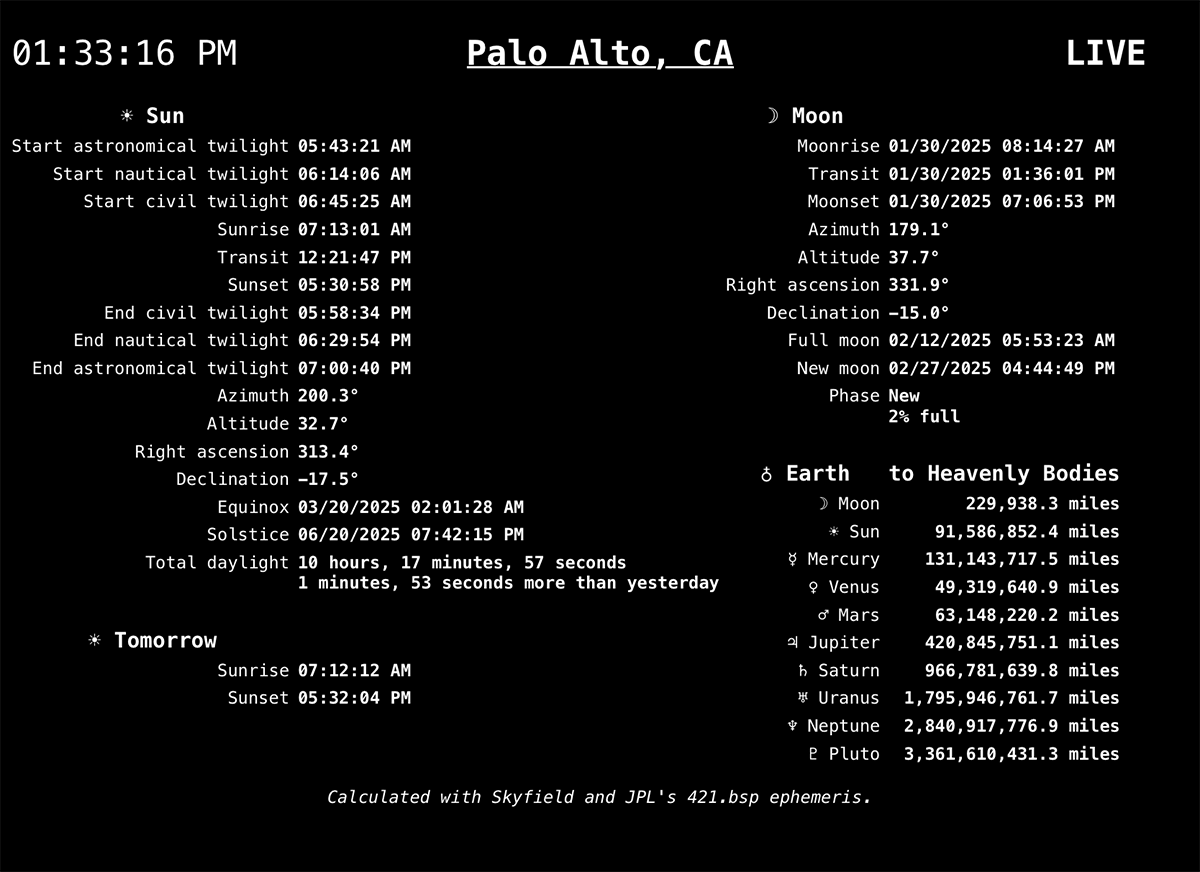 01:33:16 PM
Palo Alto, CA
LIVE
☀ Sun
Start astronomical twilight 05:43:21 AM
Start nautical twilight 06:14:06 AM
Start civil twilight 06:45:25 AM
Sunrise 07:13:01 AM
Transit 12:21:47 PM
Sunset 05:30:58 PM
End civil twilight 05:58:34 PM
End nautical twilight 06:29:54 PM
End astronomical twilight 07:00:40 PM
Azimuth 200.3°
Altitude 32.7°
Right ascension 313.4°
Declination −17.5°
Equinox 03/20/2025 02:01:28 AM
Solstice 06/20/2025 07:42:15 PM
Total daylight 10 hours, 17 minutes, 57 seconds
1 minutes, 53 seconds more than yesterday
☀ Tomorrow
Sunrise 07:12:12 AM
Sunset 05:32:04 PM
☽ Moon
Moonrise 01/30/2025 08:14:27 AM
Transit 01/30/2025 01:36:01 PM
Moonset 01/30/2025 07:06:53 PM
Azimuth 179.1°
Altitude 37.7°
Right ascension 331.9°
Declination −15.0°
Full moon 02/12/2025 05:53:23 AM
New moon 02/27/2025 04:44:49 PM
Phase New
2% full
♁ Earth to Heavenly Bodies
☽ Moon 229,938.3 miles
☀ Sun 91,586,852.4 miles
☿ Mercury 131,143,717.5 miles
♀ Venus 49,319,640.9 miles
♂ Mars 63,148,220.2 miles
♃ Jupiter 420,845,751.1 miles
♄ Saturn 966,781,639.8 miles
♅ Uranus 1,795,946,761.7 miles
♆ Neptune 2,840,917,776.9 miles
♇ Pluto 3,361,610,431.3 miles
Calculated with Skyfield and JPL's 421.bsp ephemeris.